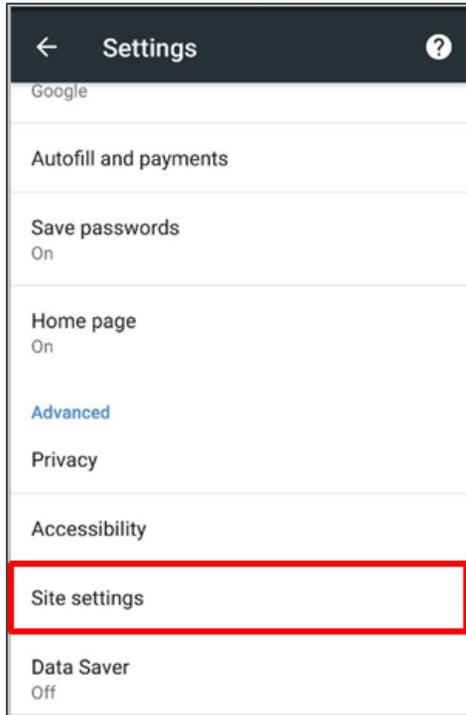 Settings
Google
Autofill and payments
Save passwords
On
Home page
On
Advanced
Privacy
Accessibility
Site settings
Data Saver
Off